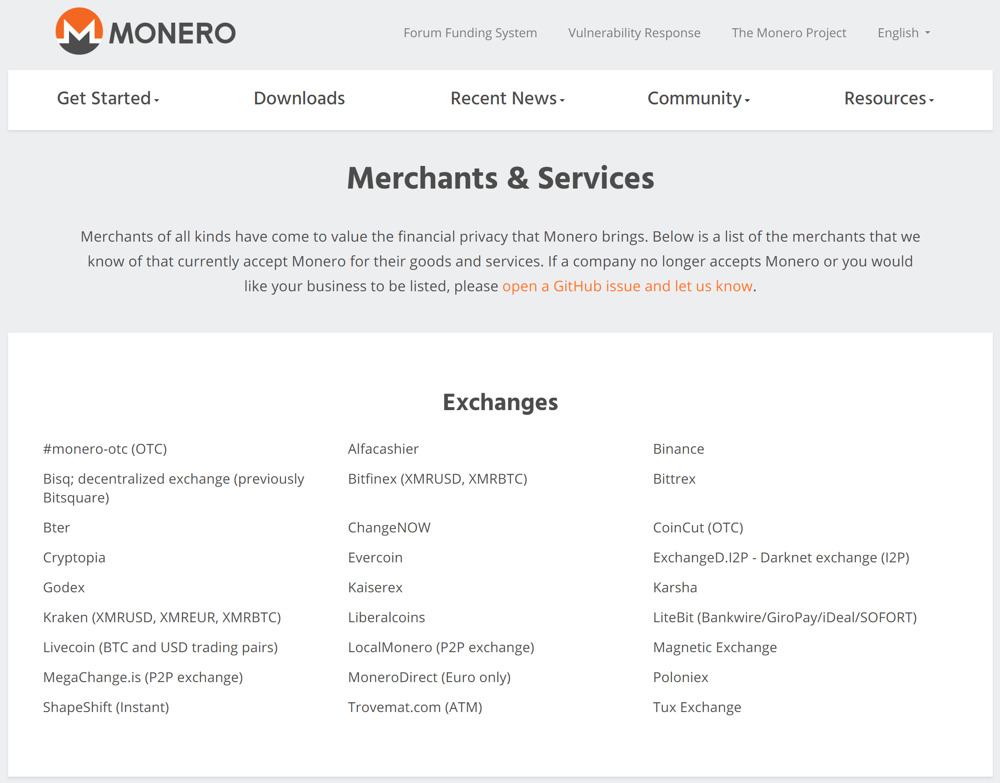 MONERO
Forum Funding System Vulnerability Response The Monero Project English
Get Started Downloads Recent News Community Resources
Merchants & Services
Merchants of all kinds have come to value the financial privacy that Monero brings. Below is a list of the merchants that we
know of that currently accept Monero for their goods and services. If a company no longer accepts Monero or you would
like your business to be listed, please open a GitHub issue and let us know.
Exchanges
#monero-otc (OTC) Alfacashier Binance
Bisq; decentralized exchange (previously Bitfinex (XMRUSD, XMRBTC) Bittrex
Bitsquare)
Bter ChangeNOW CoinCut (OTC)
Cryptopia Evercoin ExchangeD.I2P - Darknet exchange (I2P)
Godex Kaiserex Karsha
Kraken (XMRUSD, XMREUR, XMRBTC) Liberalcoins LiteBit (Bankwire/GiroPay/iDeal/SOFORT)
Livecoin (BTC and USD trading pairs) LocalMonero (P2P exchange) Magnetic Exchange
MegaChange.is (P2P exchange) MoneroDirect (Euro only) Poloniex
ShapeShift (Instant) Trovemat.com (ATM) Tux Exchange